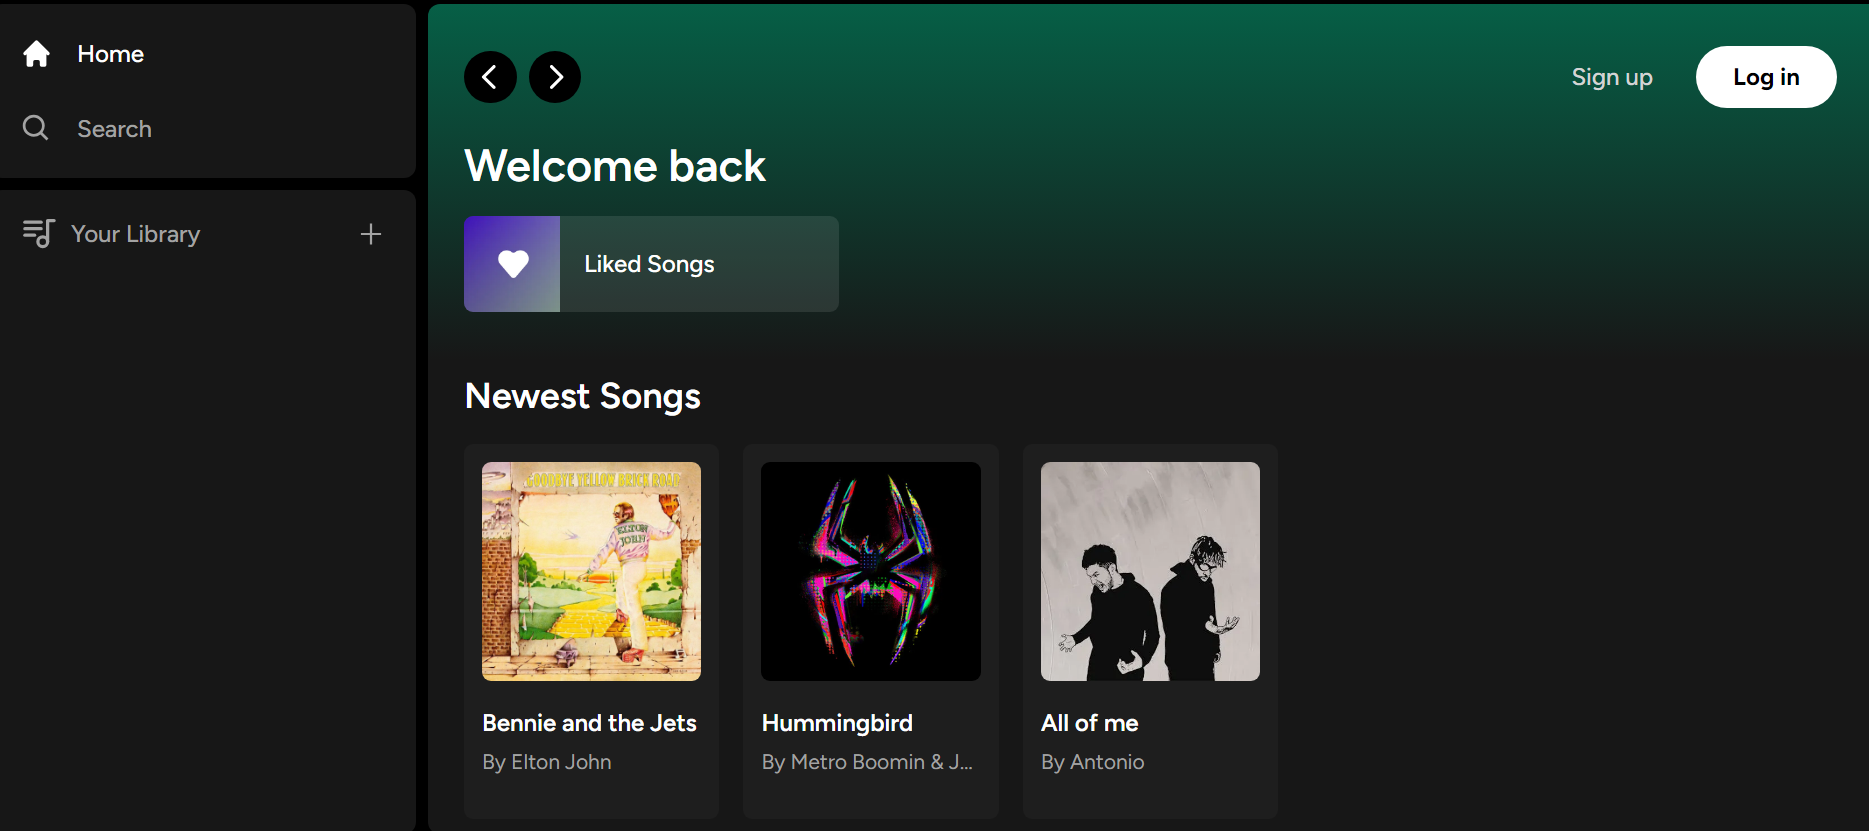 Home
Search
Your Library
Sign up
Log in
Welcome back
Liked Songs
Newest Songs
GOODBYE YELLOW BRICK ROAD
ELTON
JOHN
Bennie and the Jets
By Elton John
Hummingbird
By Metro Boomin & J...
All of me
By Antonio